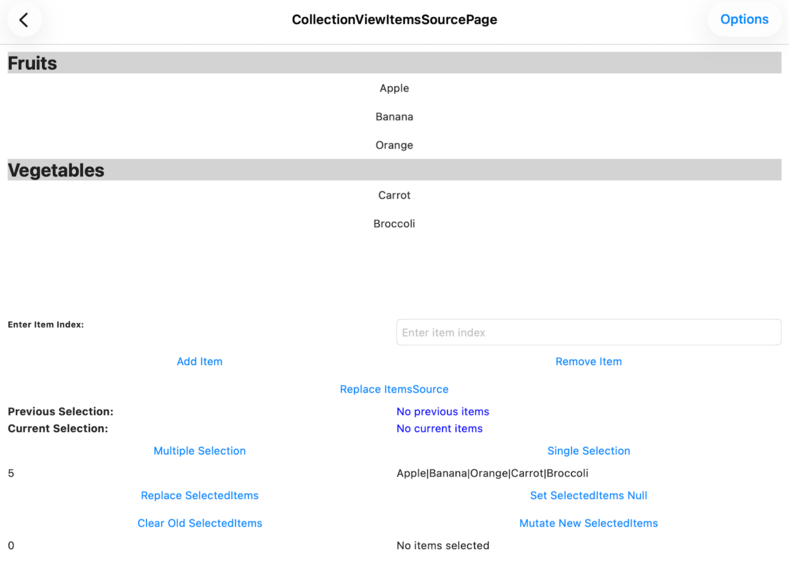 CollectionViewItemsSourcePage
Options
Fruits
Apple
Banana
Orange
Vegetables
Carrot
Broccoli
Enter Item Index:
Enter item index
Add Item
Remove Item
Replace ItemsSource
Previous Selection:
No previous items
Current Selection:
No current items
Multiple Selection
Single Selection
5
Apple|Banana|Orange|Carrot|Broccoli
Replace SelectedItems
Set SelectedItems Null
Clear Old SelectedItems
Mutate New SelectedItems
0
No items selected